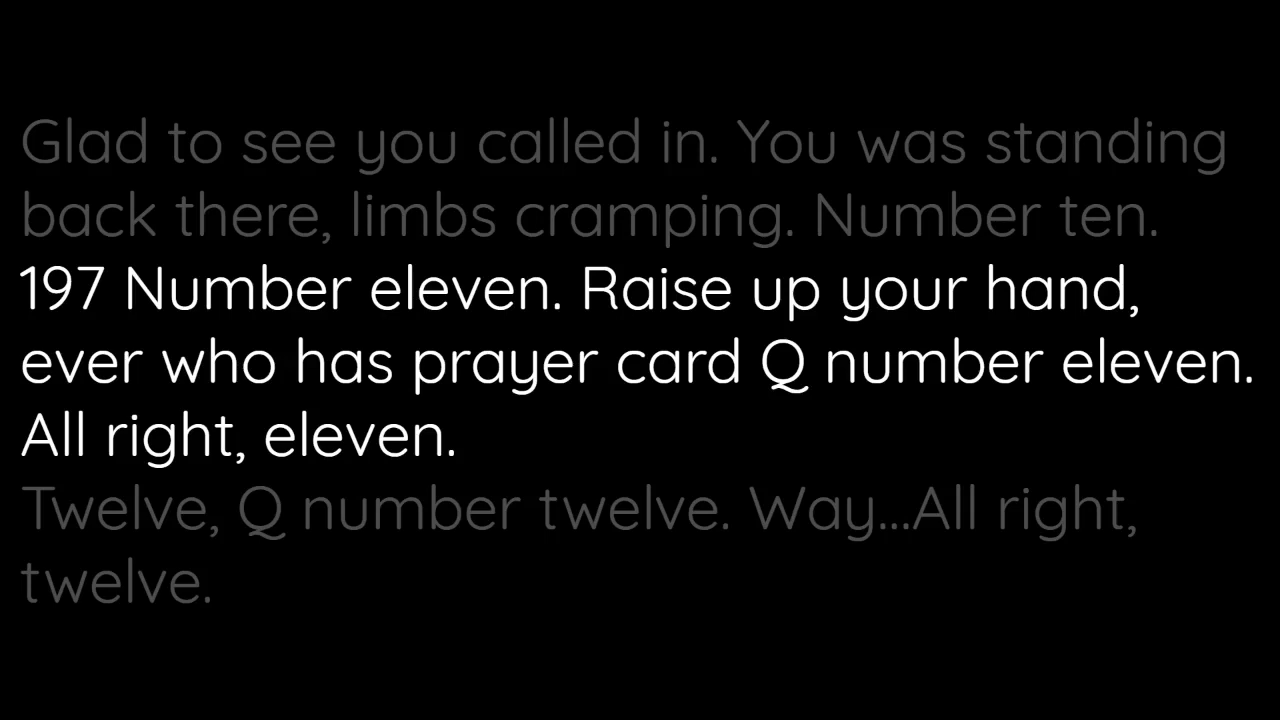 Glad to see you called in. You was standing
back there, limbs cramping. Number ten.
197 Number eleven. Raise up your hand,
ever who has prayer card Q number eleven.
All right, eleven.
Twelve, Q number twelve. Way...All right,
twelve.